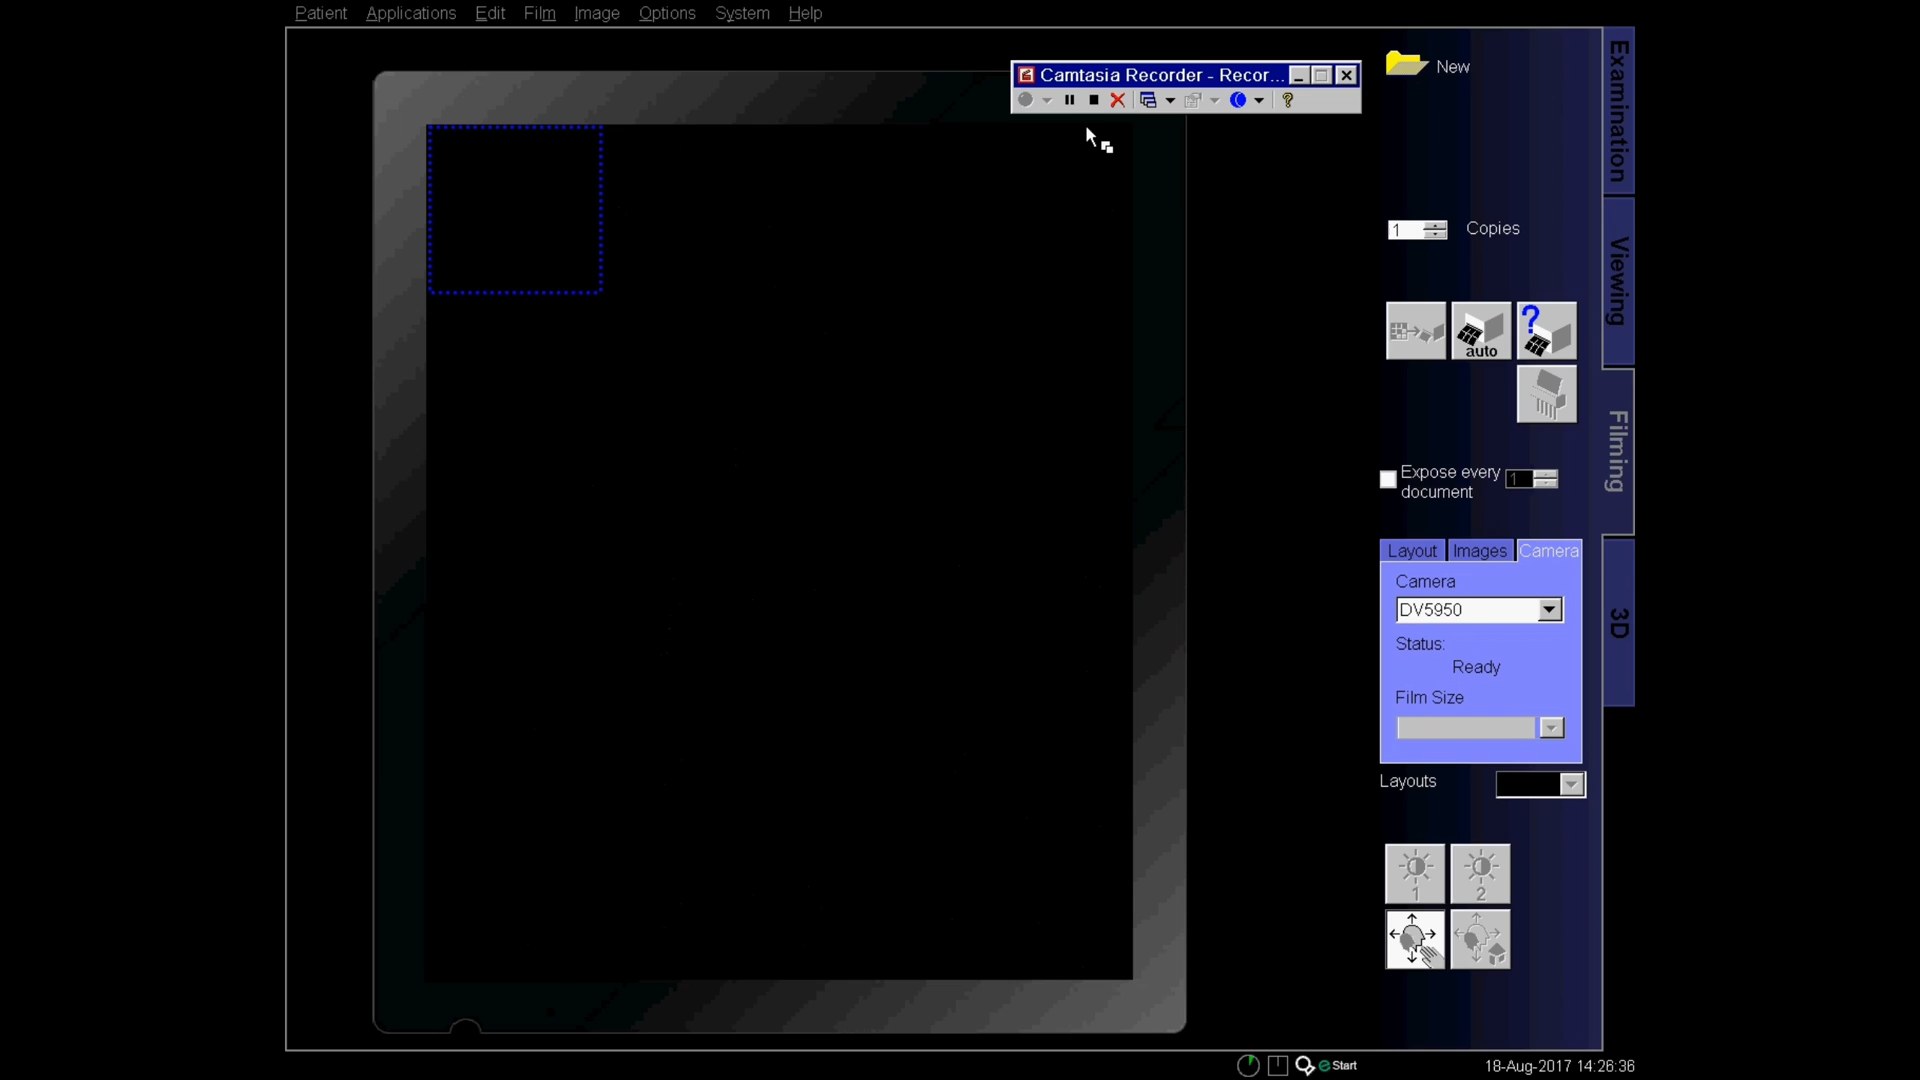 Patient Applications Edit Film Image Options System Help
Camtasia Recorder - Recor...
New
1 Copies
auto
?
Expose every
document
1
Layout Images Camera
Camera
DV5950
Status:
Ready
Film Size
Layouts
1 2
Examination
Viewing
Filming
3D
Start
18-Aug-2017 14:26:36